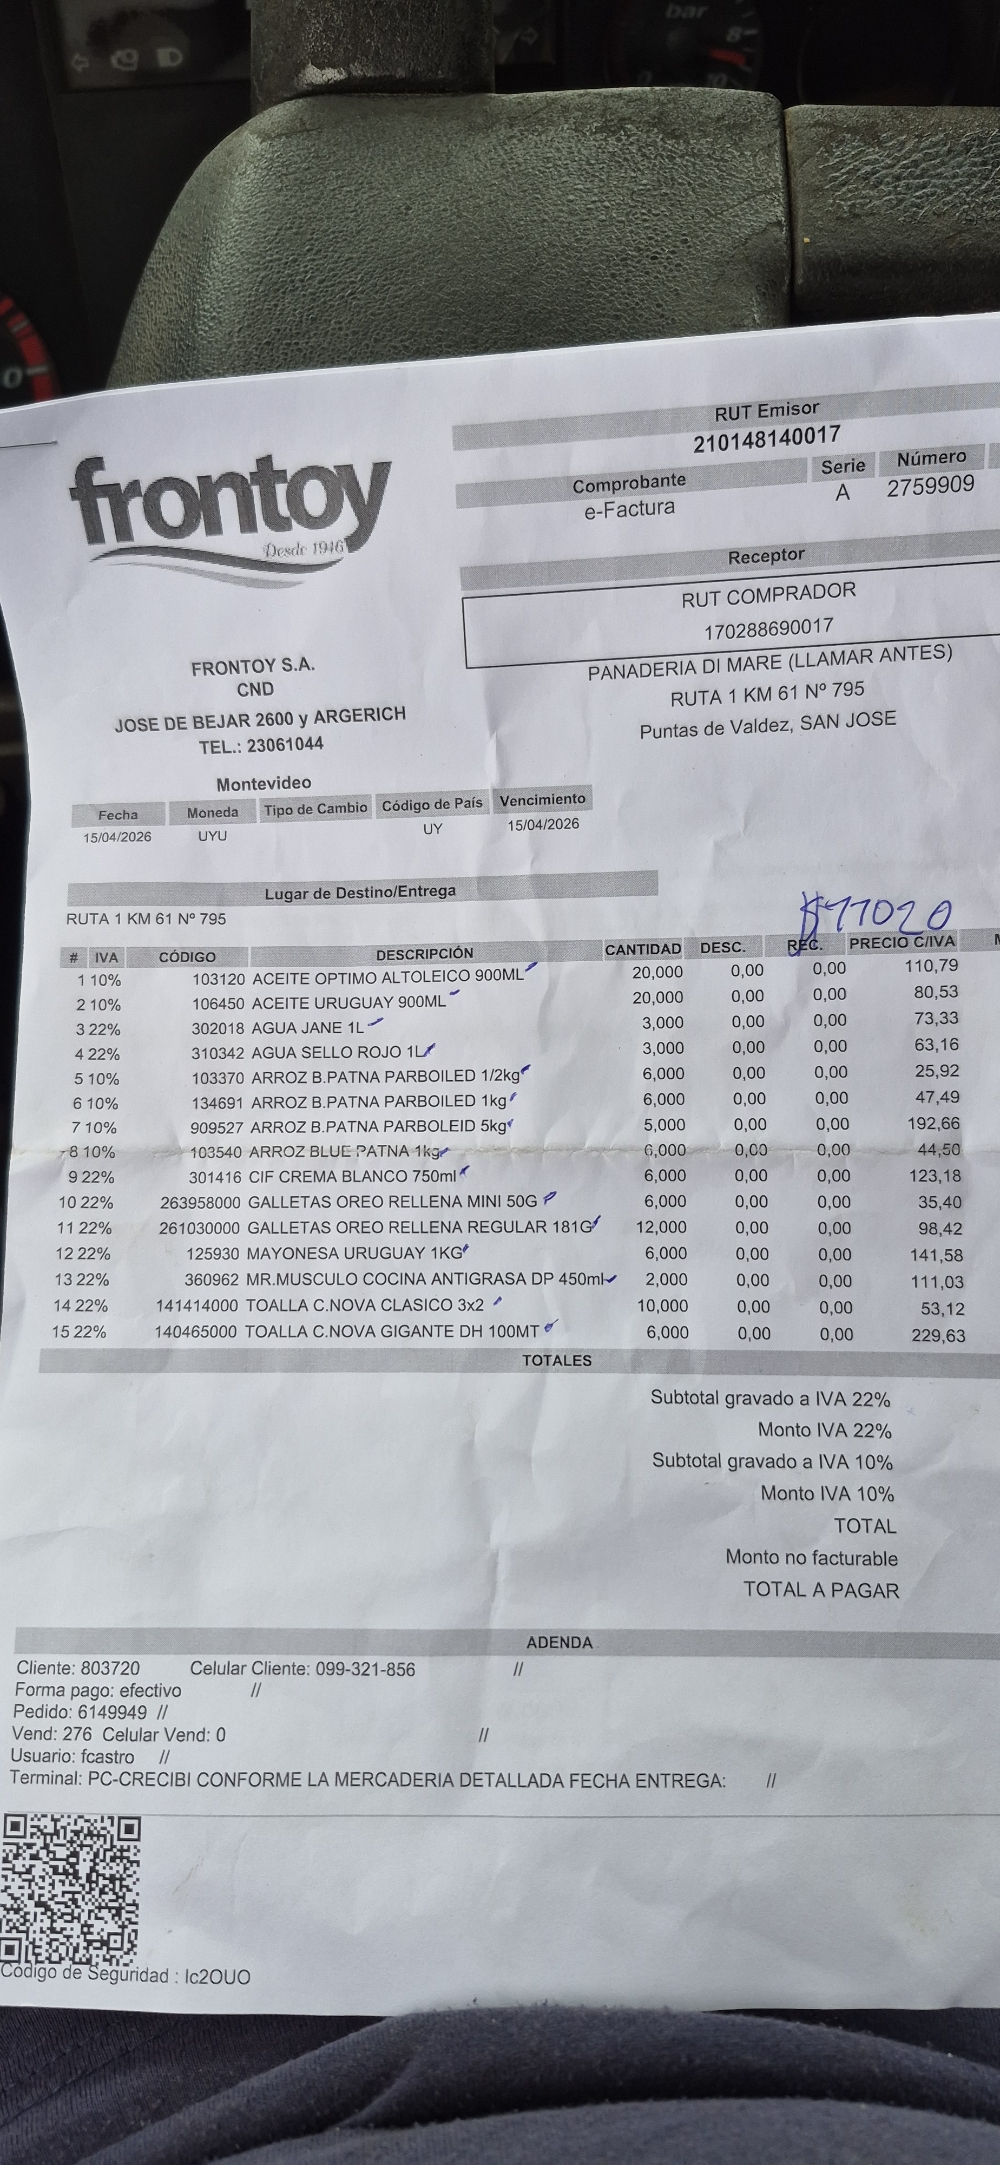 bar
8
0
10
0
frontoy
Desde 1946
RUT Emisor
210148140017
Comprobante Serie Número
e-Factura A 2759909
Receptor
RUT COMPRADOR
170288690017
PANADERIA DI MARE (LLAMAR ANTES)
RUTA 1 KM 61 Nº 795
Puntas de Valdez, SAN JOSE
FRONTOY S.A.
CND
JOSE DE BEJAR 2600 y ARGERICH
TEL.: 23061044
Montevideo
Fecha Moneda Tipo de Cambio Código de País Vencimiento
15/04/2026 UYU UY 15/04/2026
Lugar de Destino/Entrega
RUTA 1 KM 61 Nº 795
$11020
# IVA CÓDIGO DESCRIPCIÓN CANTIDAD DESC. REC. PRECIO C/IVA
1 10% 103120 ACEITE OPTIMO ALTOLEICO 900ML 20,000 0,00 0,00 110,79
2 10% 106450 ACEITE URUGUAY 900ML 20,000 0,00 0,00 80,53
3 22% 302018 AGUA JANE 1L 3,000 0,00 0,00 73,33
4 22% 310342 AGUA SELLO ROJO 1L 3,000 0,00 0,00 63,16
5 10% 103370 ARROZ B.PATNA PARBOILED 1/2kg 6,000 0,00 0,00 25,92
6 10% 134691 ARROZ B.PATNA PARBOILED 1kg 6,000 0,00 0,00 47,49
7 10% 909527 ARROZ B.PATNA PARBOLEID 5kg 5,000 0,00 0,00 192,66
8 10% 103540 ARROZ BLUE PATNA 1kg 6,000 0,00 0,00 44,50
9 22% 301416 CIF CREMA BLANCO 750ml 6,000 0,00 0,00 123,18
10 22% 263958000 GALLETAS OREO RELLENA MINI 50G 6,000 0,00 0,00 35,40
11 22% 261030000 GALLETAS OREO RELLENA REGULAR 181G 12,000 0,00 0,00 98,42
12 22% 125930 MAYONESA URUGUAY 1KG 6,000 0,00 0,00 141,58
13 22% 360962 MR.MUSCULO COCINA ANTIGRASA DP 450ml 2,000 0,00 0,00 111,03
14 22% 141414000 TOALLA C.NOVA CLASICO 3x2 10,000 0,00 0,00 53,12
15 22% 140465000 TOALLA C.NOVA GIGANTE DH 100MT 6,000 0,00 0,00 229,63
TOTALES
Subtotal gravado a IVA 22%
Monto IVA 22%
Subtotal gravado a IVA 10%
Monto IVA 10%
TOTAL
Monto no facturable
TOTAL A PAGAR
ADENDA
Cliente: 803720 Celular Cliente: 099-321-856 //
Forma pago: efectivo //
Pedido: 6149949 //
Vend: 276 Celular Vend: 0 //
Usuario: fcastro //
Terminal: PC-CRECIBI CONFORME LA MERCADERIA DETALLADA FECHA ENTREGA: //
Código de Seguridad : Ic2OUO